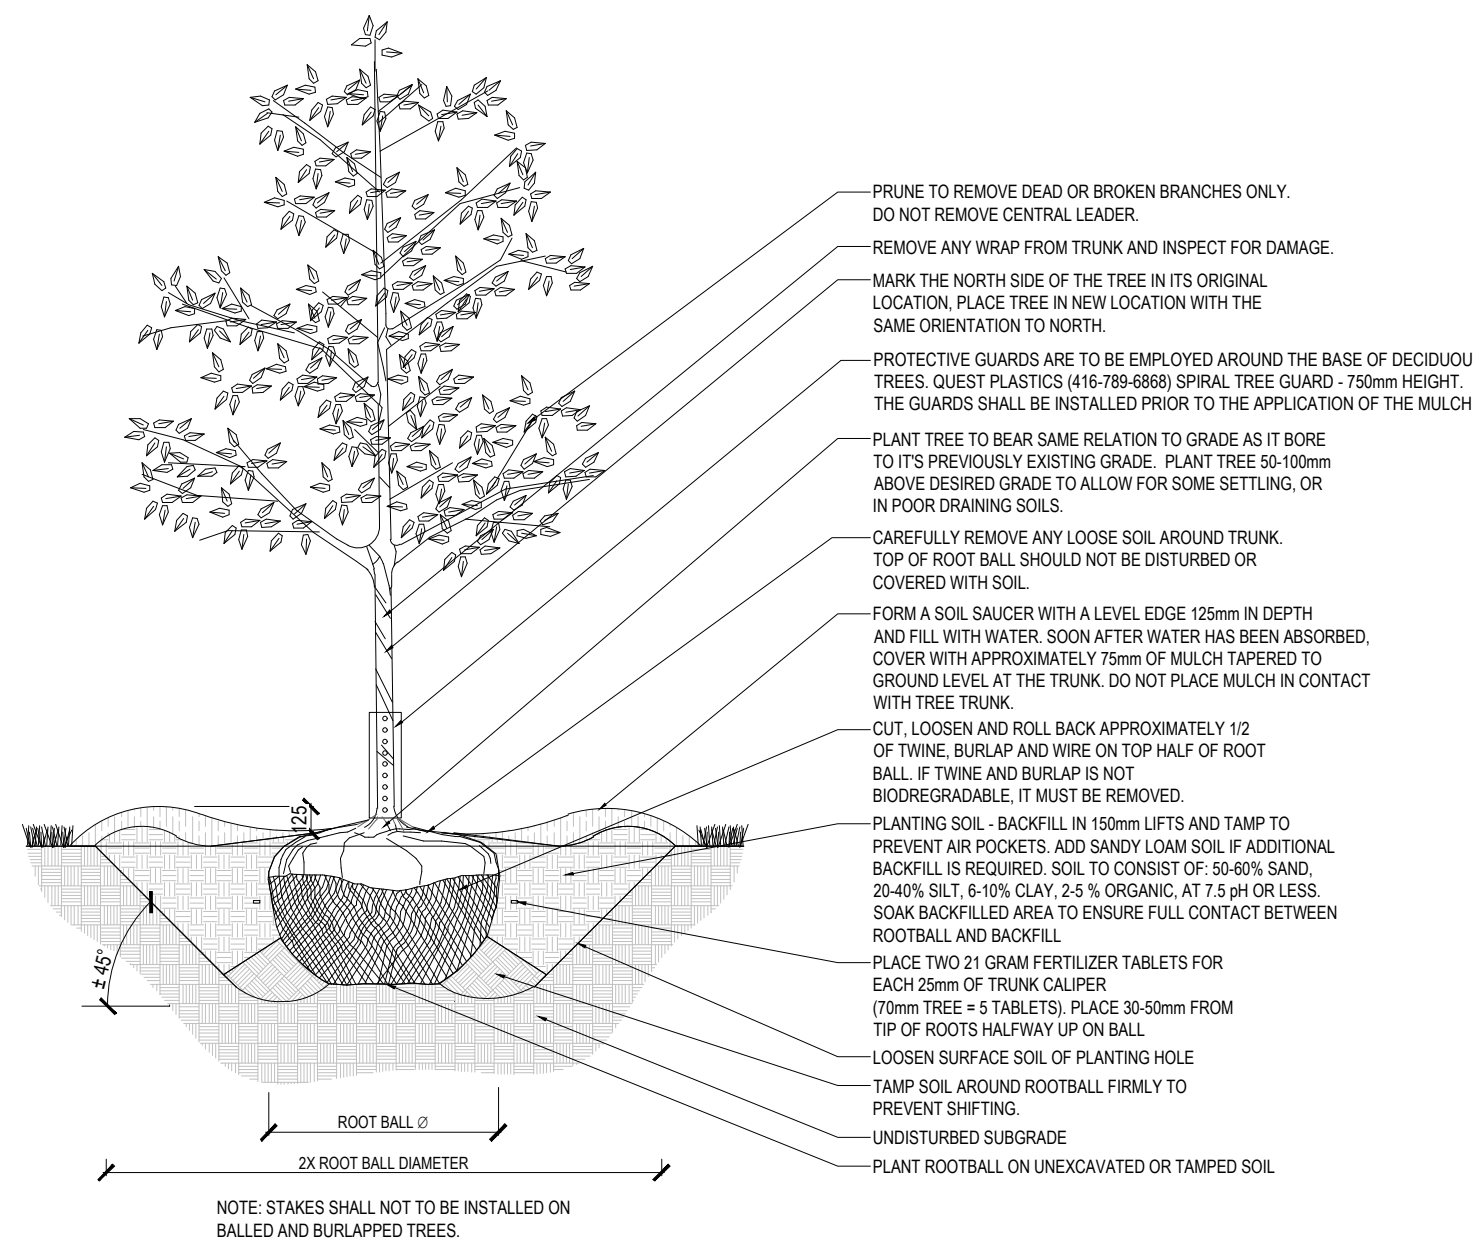 PRUNE TO REMOVE DEAD OR BROKEN BRANCHES ONLY.
DO NOT REMOVE CENTRAL LEADER.
REMOVE ANY WRAP FROM TRUNK AND INSPECT FOR DAMAGE.
MARK THE NORTH SIDE OF THE TREE IN ITS ORIGINAL
LOCATION, PLACE TREE IN NEW LOCATION WITH THE
SAME ORIENTATION TO NORTH.
PROTECTIVE GUARDS ARE TO BE EMPLOYED AROUND THE BASE OF DECIDUOU
TREES. QUEST PLASTICS (416-789-6868) SPIRAL TREE GUARD - 750mm HEIGHT.
THE GUARDS SHALL BE INSTALLED PRIOR TO THE APPLICATION OF THE MULCH
PLANT TREE TO BEAR SAME RELATION TO GRADE AS IT BORE
TO IT'S PREVIOUSLY EXISTING GRADE. PLANT TREE 50-100mm
ABOVE DESIRED GRADE TO ALLOW FOR SOME SETTLING, OR
IN POOR DRAINING SOILS.
CAREFULLY REMOVE ANY LOOSE SOIL AROUND TRUNK.
TOP OF ROOT BALL SHOULD NOT BE DISTURBED OR
COVERED WITH SOIL.
FORM A SOIL SAUCER WITH A LEVEL EDGE 125mm IN DEPTH
AND FILL WITH WATER. SOON AFTER WATER HAS BEEN ABSORBED,
COVER WITH APPROXIMATELY 75mm OF MULCH TAPERED TO
GROUND LEVEL AT THE TRUNK. DO NOT PLACE MULCH IN CONTACT
WITH TREE TRUNK.
CUT, LOOSEN AND ROLL BACK APPROXIMATELY 1/2
OF TWINE, BURLAP AND WIRE ON TOP HALF OF ROOT
BALL. IF TWINE AND BURLAP IS NOT
BIODREGRADABLE, IT MUST BE REMOVED.
PLANTING SOIL - BACKFILL IN 150mm LIFTS AND TAMP TO
PREVENT AIR POCKETS. ADD SANDY LOAM SOIL IF ADDITIONAL
BACKFILL IS REQUIRED. SOIL TO CONSIST OF: 50-60% SAND,
20-40% SILT, 6-10% CLAY, 2-5 % ORGANIC, AT 7.5 pH OR LESS.
SOAK BACKFILLED AREA TO ENSURE FULL CONTACT BETWEEN
ROOTBALL AND BACKFILL
PLACE TWO 21 GRAM FERTILIZER TABLETS FOR
EACH 25mm OF TRUNK CALIPER
(70mm TREE = 5 TABLETS). PLACE 30-50mm FROM
TIP OF ROOTS HALFWAY UP ON BALL
LOOSEN SURFACE SOIL OF PLANTING HOLE
TAMP SOIL AROUND ROOTBALL FIRMLY TO
PREVENT SHIFTING.
UNDISTURBED SUBGRADE
PLANT ROOTBALL ON UNEXCAVATED OR TAMPED SOIL
125
± 45°
ROOT BALL ∅
2X ROOT BALL DIAMETER
NOTE: STAKES SHALL NOT TO BE INSTALLED ON
BALLED AND BURLAPPED TREES.